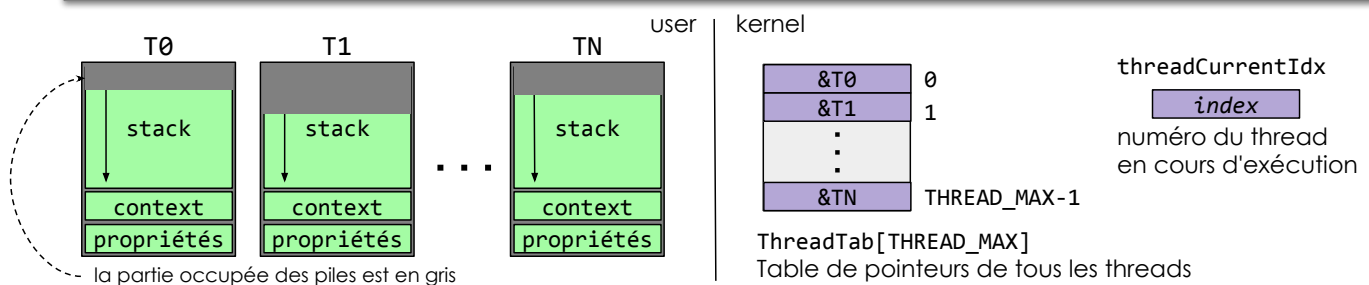 user kernel
T0 T1 TN
stack stack stack
. . .
context context context
propriétés propriétés propriétés
la partie occupée des piles est en gris
&T0 0
&T1 1
.
.
.
&TN THREAD_MAX-1
ThreadTab[THREAD_MAX]
Table de pointeurs de tous les threads
threadCurrentIdx
index
numéro du thread
en cours d'exécution